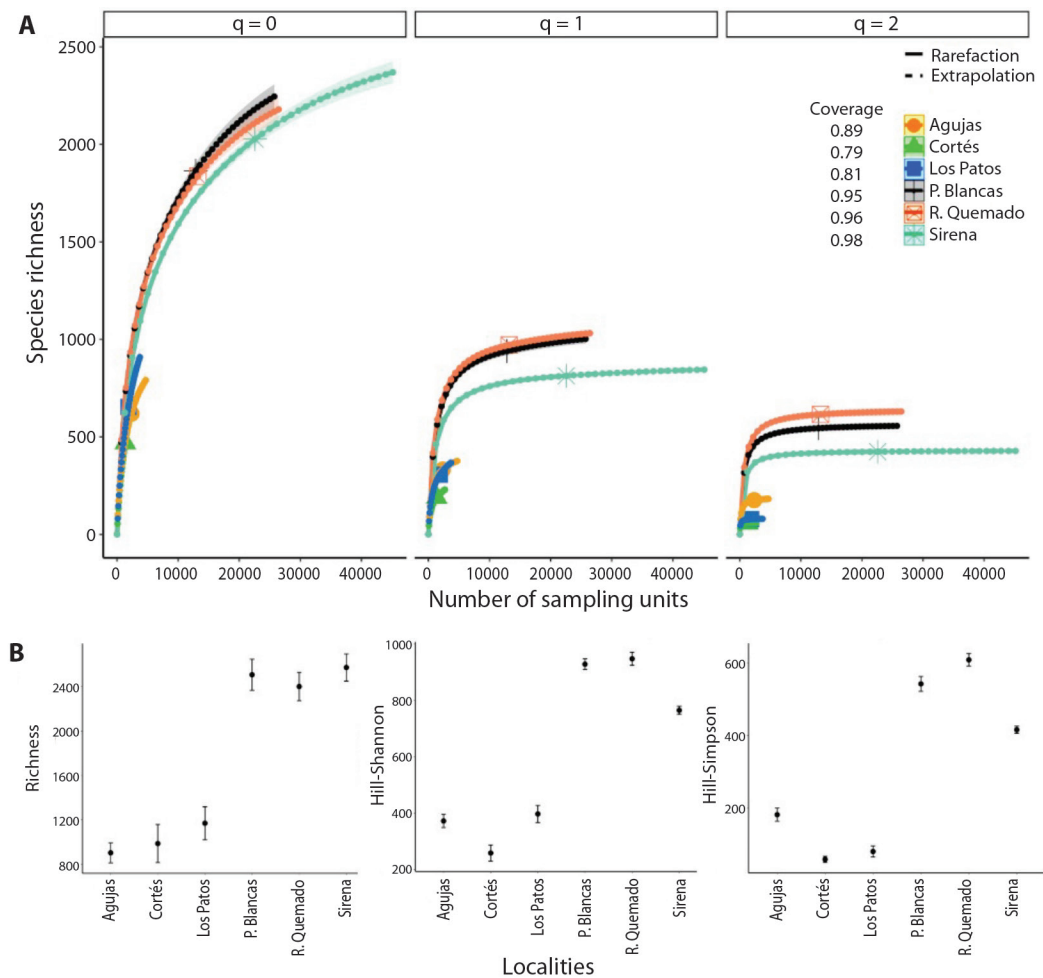 A
q = 0
q = 1
q = 2
Species richness
2500
2000
1500
1000
500
0
Rarefaction
Extrapolation
Coverage
0.89 Agujas
0.79 Cortés
0.81 Los Patos
0.95 P. Blancas
0.96 R. Quemado
0.98 Sirena
0 10000 20000 30000 40000
0 10000 20000 30000 40000
0 10000 20000 30000 40000
Number of sampling units
B
Richness
2400
2000
1600
1200
800
Agujas
Cortés
Los Patos
P. Blancas
R. Quemado
Sirena
Hill-Shannon
1000
800
600
400
200
Agujas
Cortés
Los Patos
P. Blancas
R. Quemado
Sirena
Hill-Simpson
600
400
200
Agujas
Cortés
Los Patos
P. Blancas
R. Quemado
Sirena
Localities